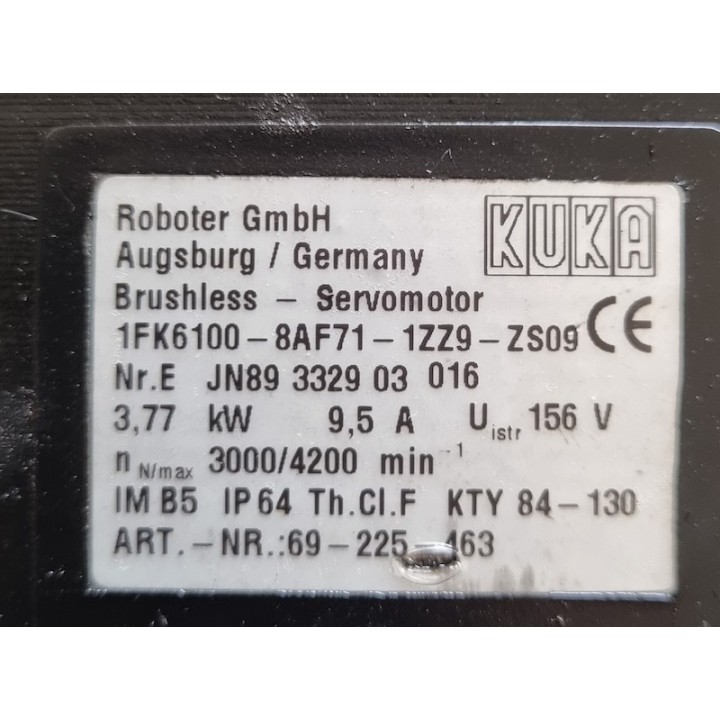 Roboter GmbH KUKA
Augsburg / Germany
Brushless - Servomotor
1FK6100-8AF71-1ZZ9-ZS09 CE
Nr.E JN89 3329 03 016
3,77 kW 9,5 A Uistr 156 V
n N/max 3000/4200 min-1
IM B5 IP 64 Th.Cl.F KTY 84-130
ART.-NR.:69-225-463